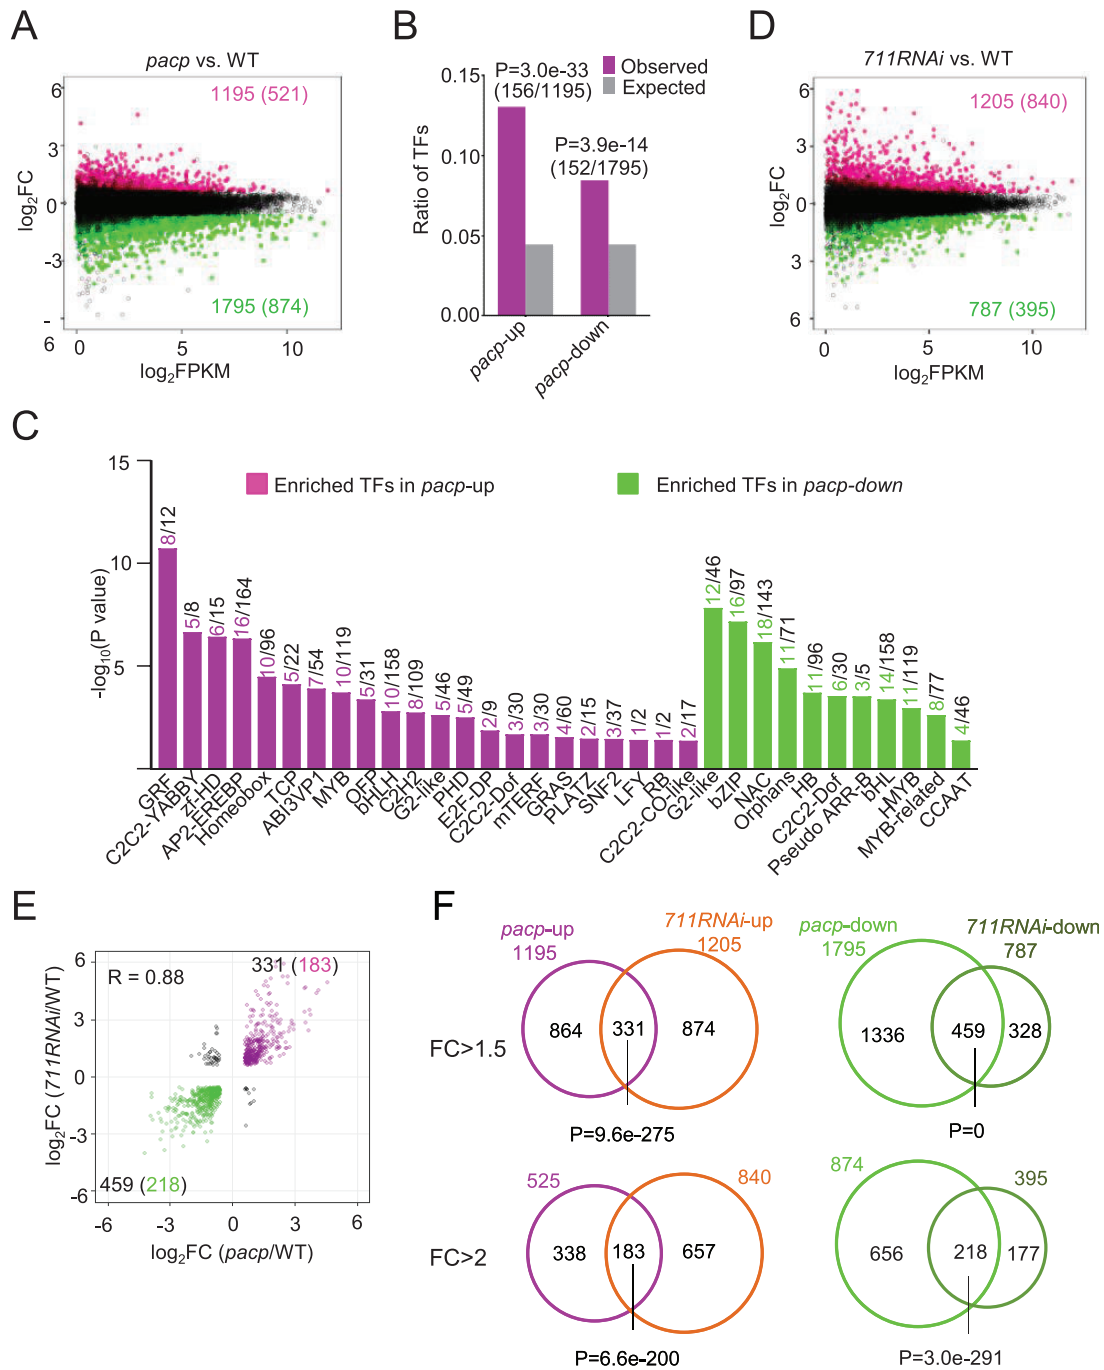 A
pacp vs. WT
1195 (521)
1795 (874)
log2FC
6
3
0
-3
-
6
0
5
10
log2FPKM
B
P=3.0e-33
(156/1195)
Observed
Expected
P=3.9e-14
(152/1795)
Ratio of TFs
0.15
0.10
0.05
0.00
pacp-up
pacp-down
D
711RNAi vs. WT
1205 (840)
787 (395)
log2FC
6
3
0
3
6
0
5
10
log2FPKM
C
-log10(P value)
15
10
5
Enriched TFs in pacp-up
Enriched TFs in pacp-down
8/12
5/8
6/15
16/164
10/96
5/22
7/54
10/119
5/31
10/158
8/109
5/46
5/49
2/9
3/30
3/30
4/60
2/15
3/37
1/2
1/2
2/17
12/46
16/97
18/143
11/71
11/96
6/30
3/5
14/158
11/119
8/77
4/46
GRF
C2C2-YABBY
zf-HD
AP2-EREBP
Homeobox
TCP
ABI3VP1
MYB
OFP
bHLH
C2H2
G2-like
PHD
E2F-DP
C2C2-Dof
mTERF
GRAS
PLATZ
SNF2
LFY
RB
C2C2-CO-like
G2-like
bZIP
NAC
Orphans
HB
C2C2-Dof
Pseudo ARR-B
bHL
HMYB
MYB-related
CCAAT
E
R = 0.88
331 (183)
459 (218)
log2FC (711RNAi/WT)
6
3
0
-3
-6
-6
-3
0
3
6
log2FC (pacp/WT)
F
pacp-up
1195
711RNAi-up
1205
pacp-down
1795
711RNAi-down
787
FC>1.5
864
331
874
P=9.6e-275
1336
459
328
P=0
525
840
874
395
FC>2
338
183
657
P=6.6e-200
656
218
177
P=3.0e-291